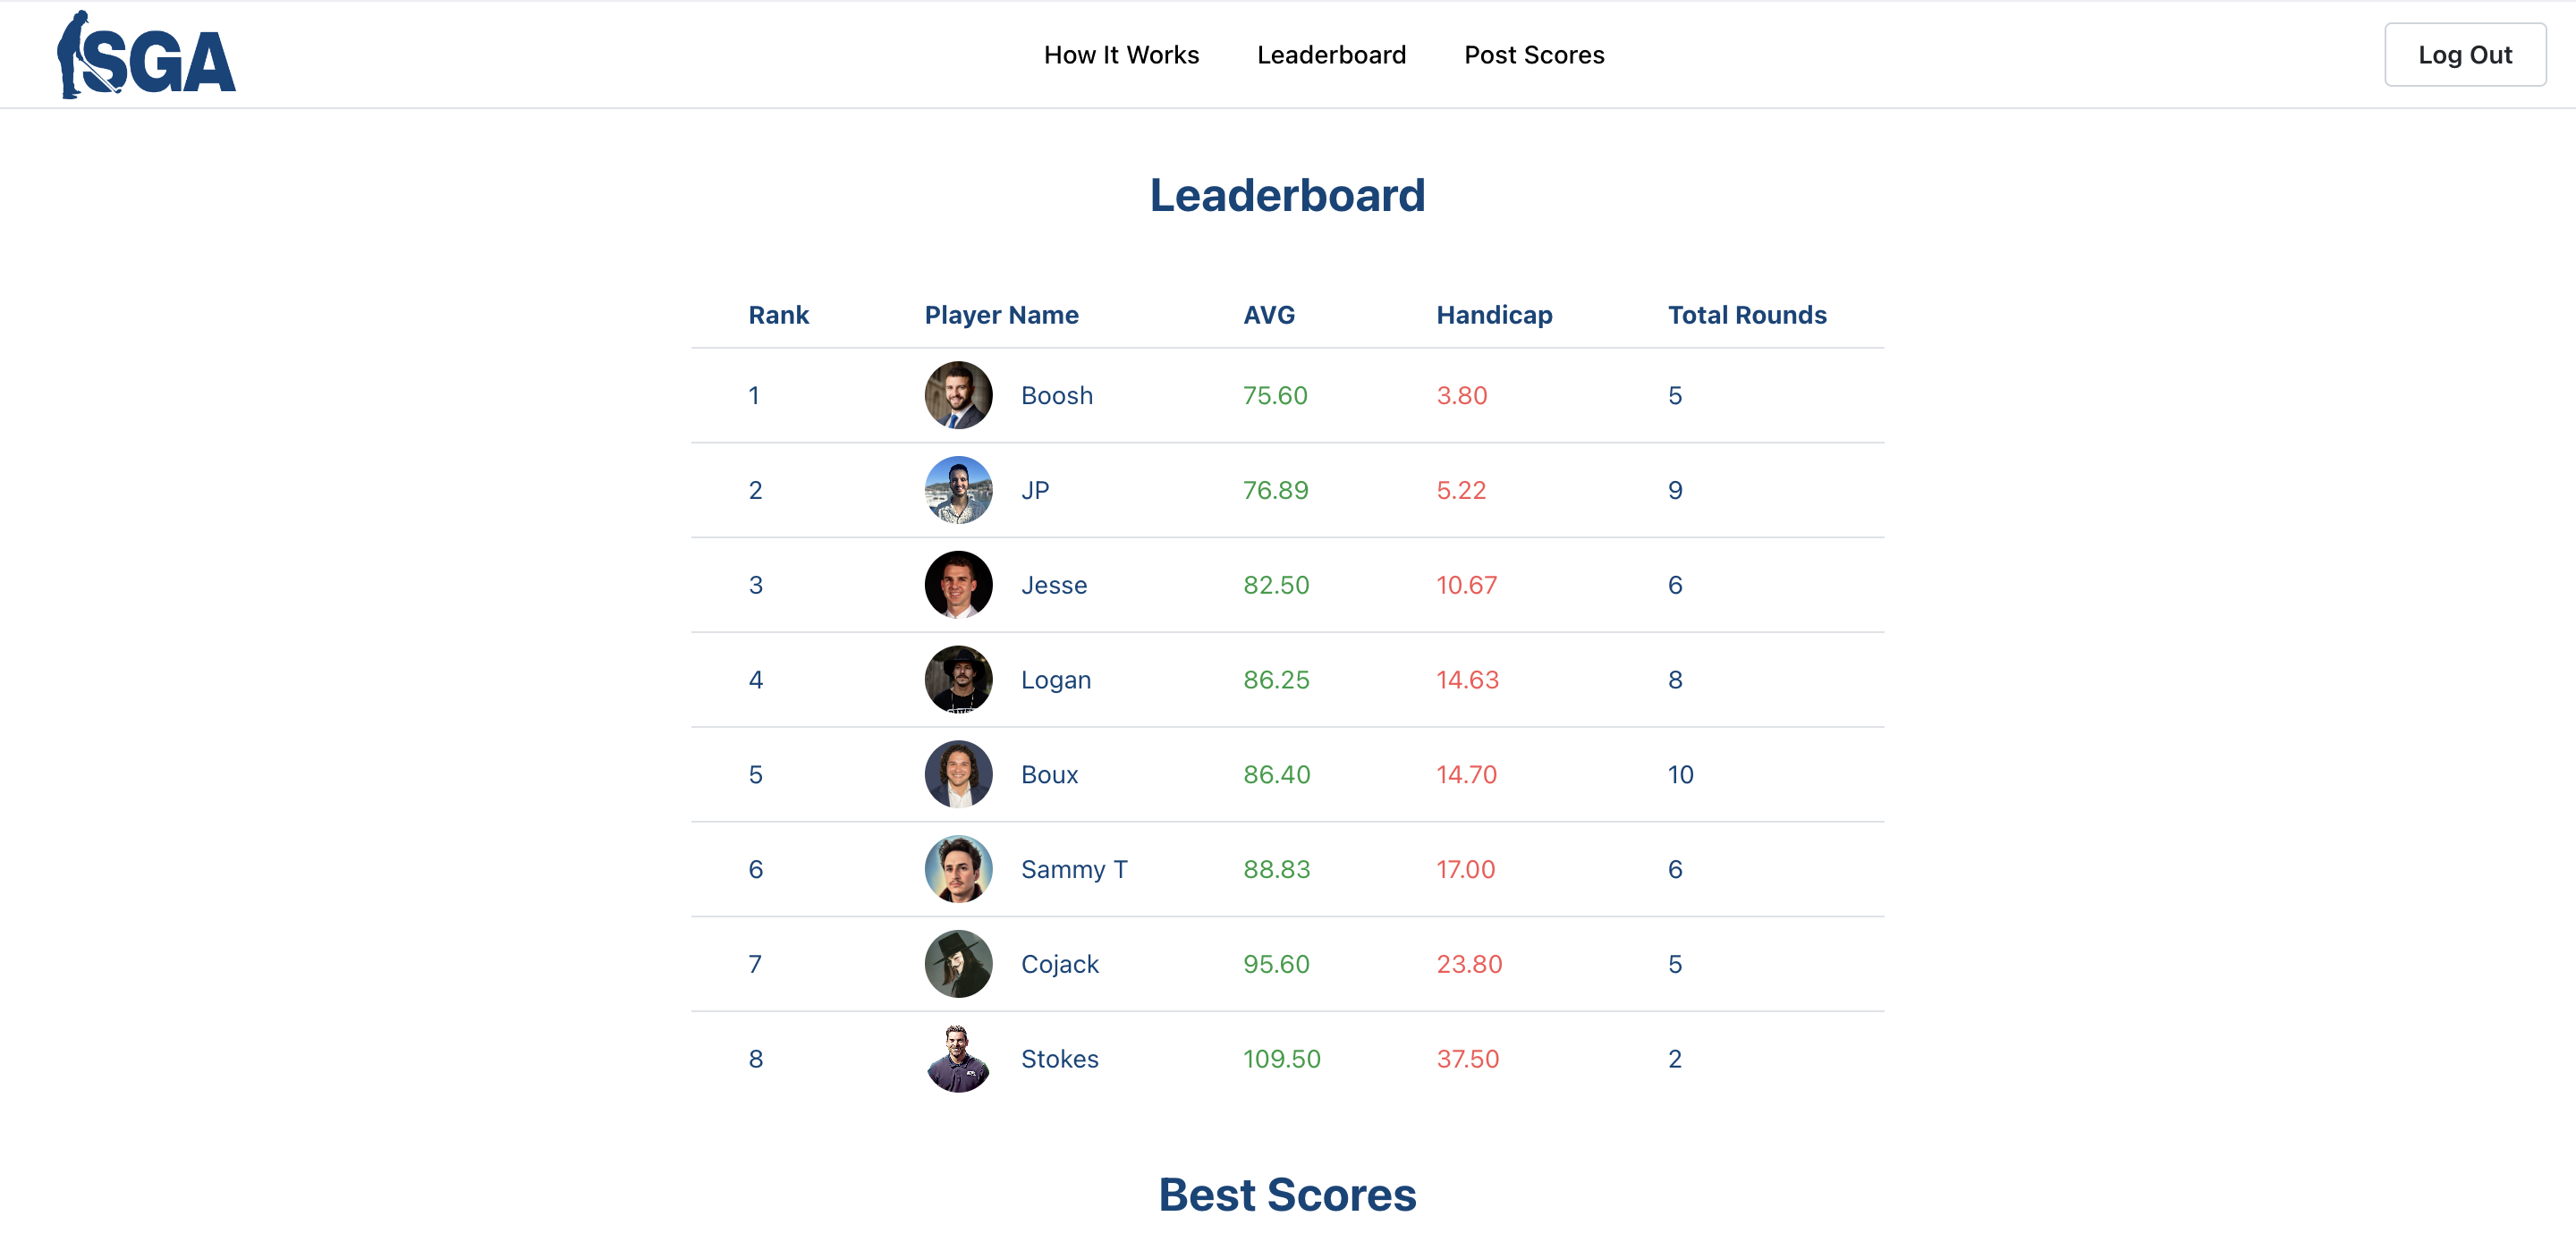 SGA
How It Works Leaderboard Post Scores
Log Out
Leaderboard
Rank Player Name AVG Handicap Total Rounds
1 Boosh 75.60 3.80 5
2 JP 76.89 5.22 9
3 Jesse 82.50 10.67 6
4 Logan 86.25 14.63 8
5 Boux 86.40 14.70 10
6 Sammy T 88.83 17.00 6
7 Cojack 95.60 23.80 5
8 Stokes 109.50 37.50 2
Best Scores